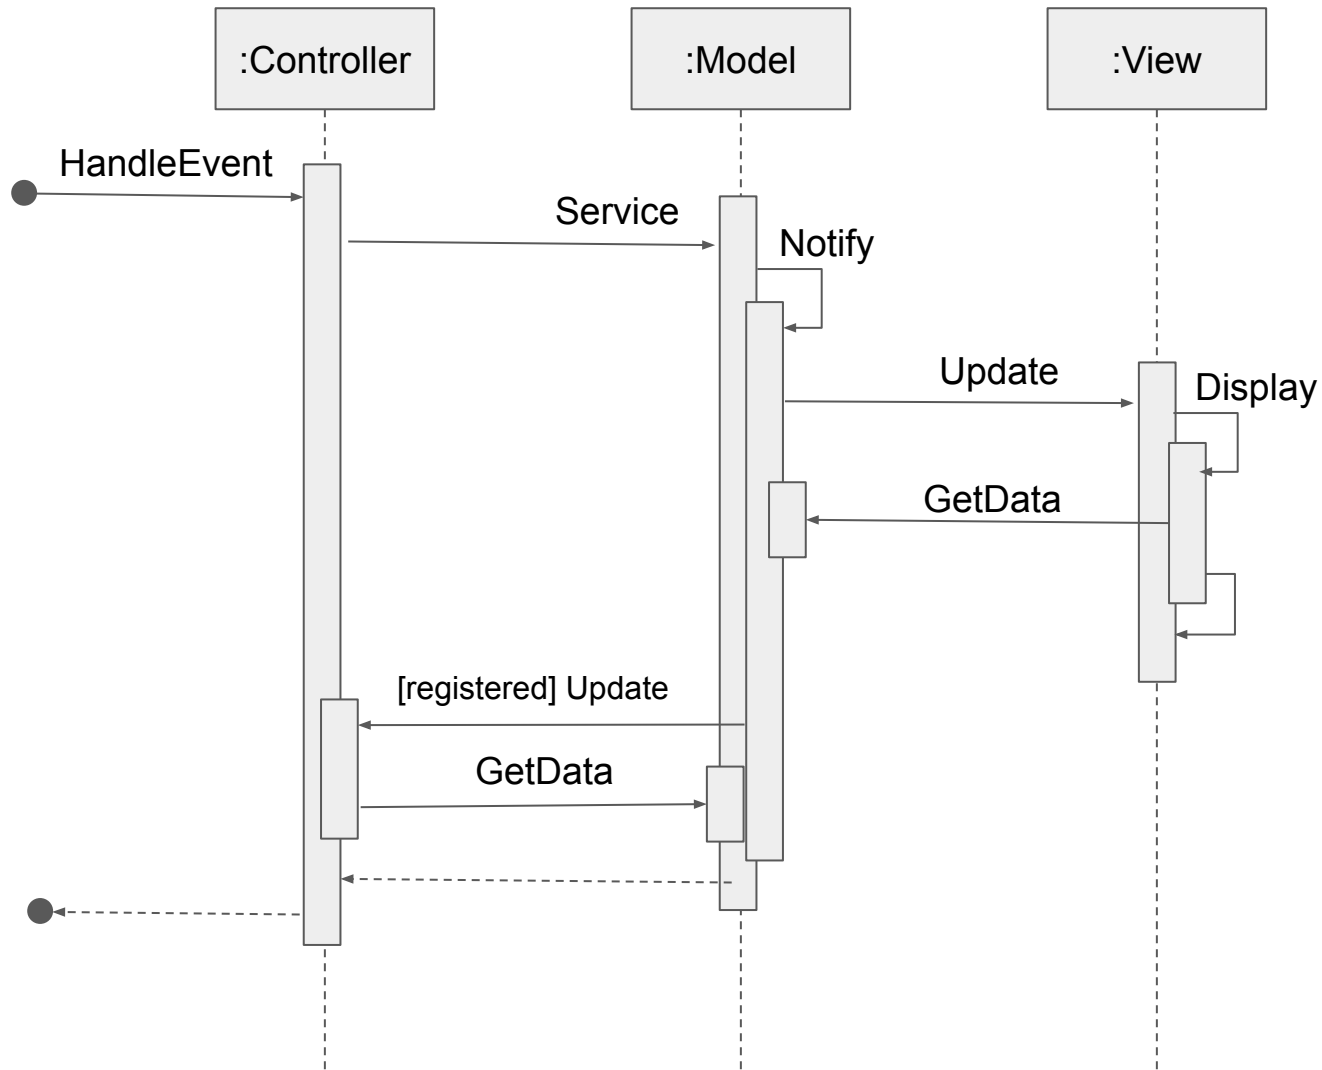 :Controller
:Model
:View
HandleEvent
Service
Notify
Update
Display
GetData
[registered] Update
GetData